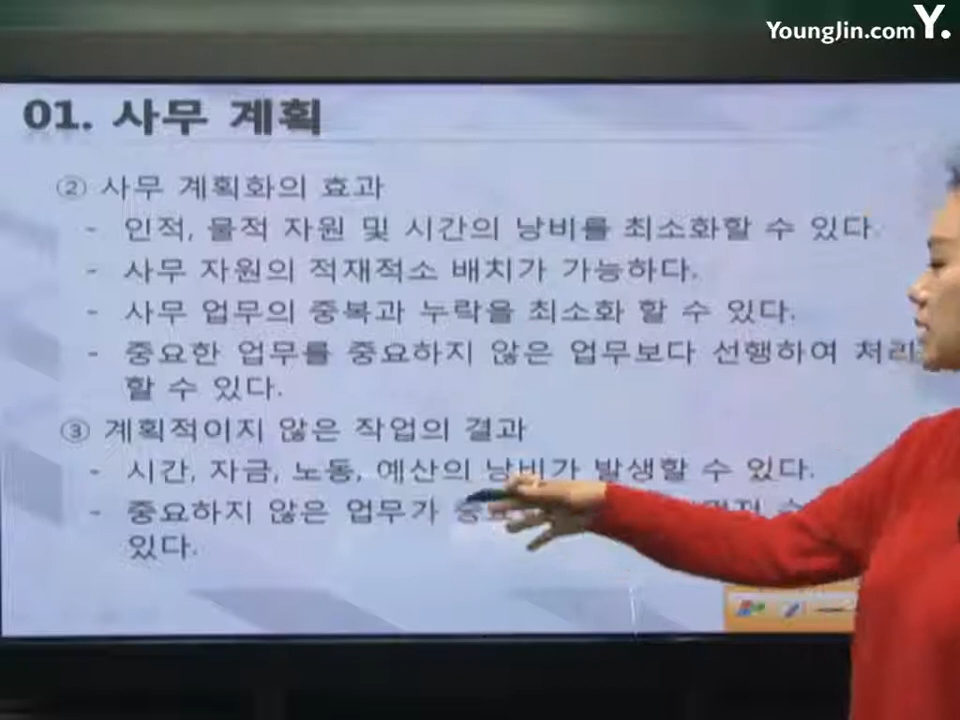 YoungJin.com Y.
01. 사무 계획
② 사무 계획화의 효과
- 인적, 물적 자원 및 시간의 낭비를 최소화할 수 있다.
- 사무 자원의 적재적소 배치가 가능하다.
- 사무 업무의 중복과 누락을 최소화 할 수 있다.
- 중요한 업무를 중요하지 않은 업무보다 선행하여 처리
할 수 있다.
③ 계획적이지 않은 작업의 결과
- 시간, 자금, 노동, 예산의 낭비가 발생할 수 있다.
- 중요하지 않은 업무가
있다.